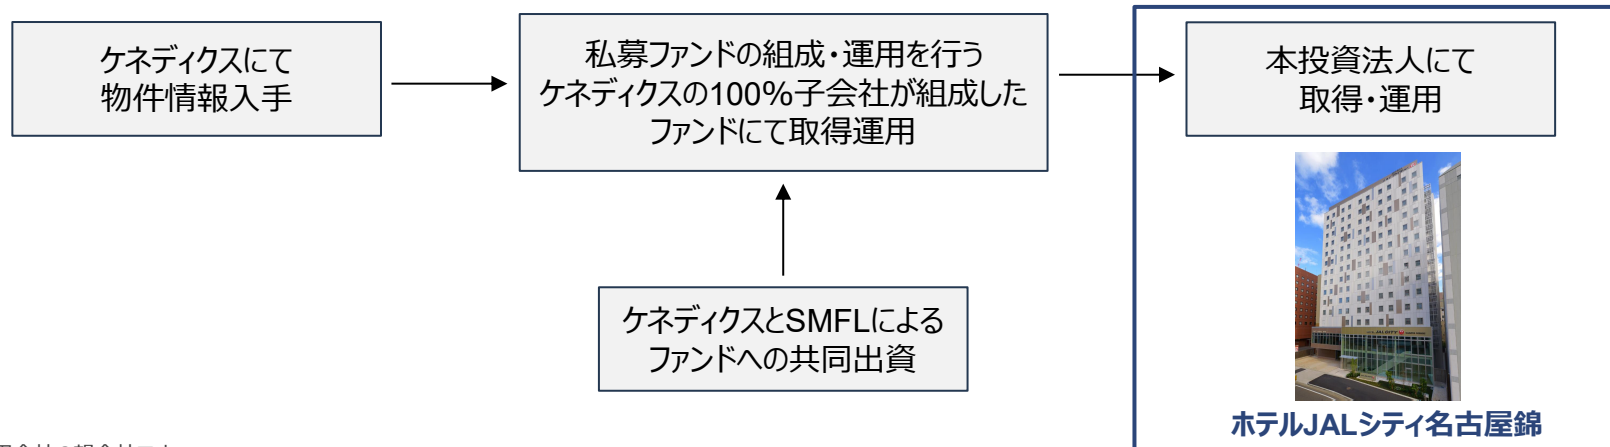 ケネディクスにて
物件情報入手
私募ファンドの組成・運用を行う
ケネディクスの100%子会社が組成した
ファンドにて取得運用
本投資法人にて
取得・運用
ケネディクスとSMFLによる
ファンドへの共同出資
JAL CITY
ホテルJALシティ名古屋錦